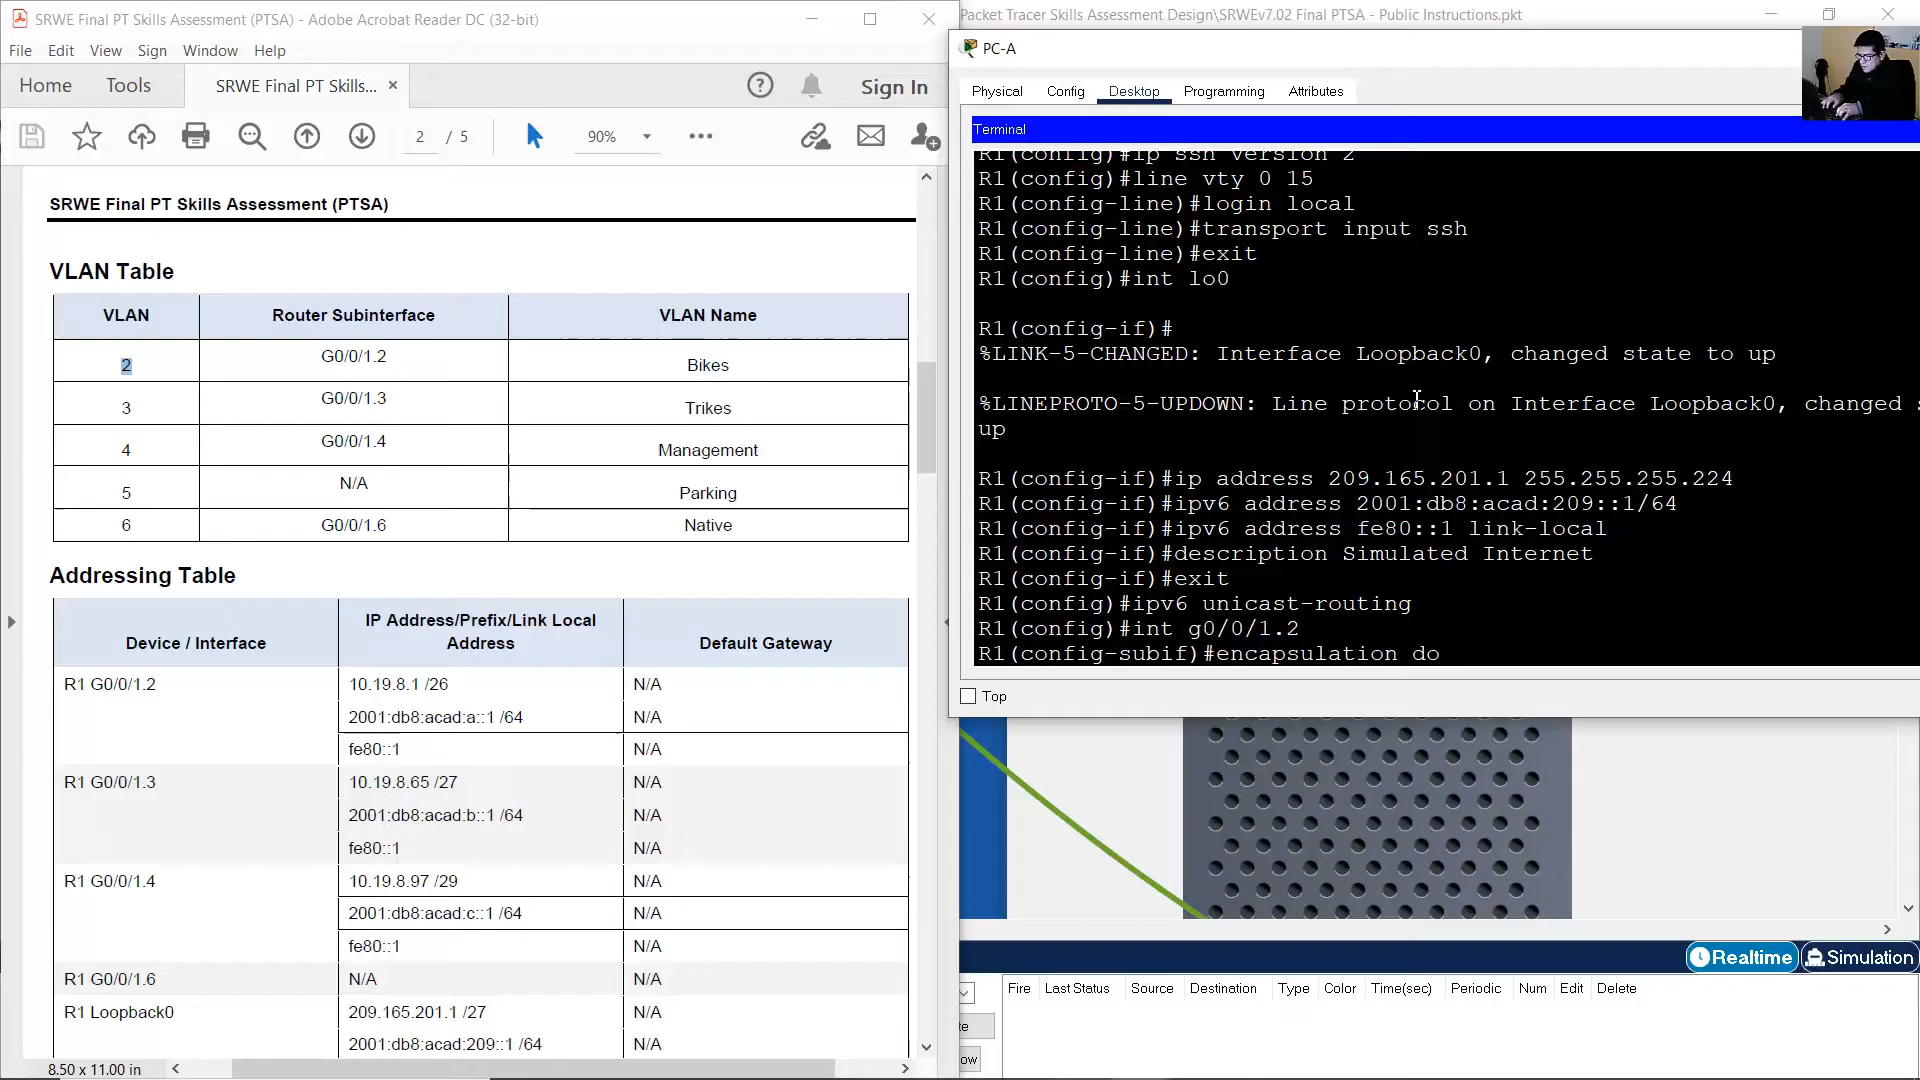 SRWE Final PT Skills Assessment (PTSA) - Adobe Acrobat Reader DC (32-bit)
File Edit View Sign Window Help
Home Tools SRWE Final PT Skills... × Sign In
2 / 5 90%
SRWE Final PT Skills Assessment (PTSA)
VLAN Table
VLAN Router Subinterface VLAN Name
2 G0/0/1.2 Bikes
3 G0/0/1.3 Trikes
4 G0/0/1.4 Management
5 N/A Parking
6 G0/0/1.6 Native
Addressing Table
Device / Interface IP Address/Prefix/Link Local Address Default Gateway
R1 G0/0/1.2 10.19.8.1 /26 N/A
2001:db8:acad:a::1 /64 N/A
fe80::1 N/A
R1 G0/0/1.3 10.19.8.65 /27 N/A
2001:db8:acad:b::1 /64 N/A
fe80::1 N/A
R1 G0/0/1.4 10.19.8.97 /29 N/A
2001:db8:acad:c::1 /64 N/A
fe80::1 N/A
R1 G0/0/1.6 N/A N/A
R1 Loopback0 209.165.201.1 /27 N/A
2001:db8:acad:209::1 /64 N/A
8.50 x 11.00 in
Packet Tracer Skills Assessment Design\SRWEv7.02 Final PTSA - Public Instructions.pkt
PC-A
Physical Config Desktop Programming Attributes
Terminal
R1(config)#ip ssh version 2
R1(config)#line vty 0 15
R1(config-line)#login local
R1(config-line)#transport input ssh
R1(config-line)#exit
R1(config)#int lo0
R1(config-if)#
%LINK-5-CHANGED: Interface Loopback0, changed state to up
%LINEPROTO-5-UPDOWN: Line protocol on Interface Loopback0, changed
up
R1(config-if)#ip address 209.165.201.1 255.255.255.224
R1(config-if)#ipv6 address 2001:db8:acad:209::1/64
R1(config-if)#ipv6 address fe80::1 link-local
R1(config-if)#description Simulated Internet
R1(config-if)#exit
R1(config)#ipv6 unicast-routing
R1(config)#int g0/0/1.2
R1(config-subif)#encapsulation do
Top
Realtime Simulation
Fire Last Status Source Destination Type Color Time(sec) Periodic Num Edit Delete